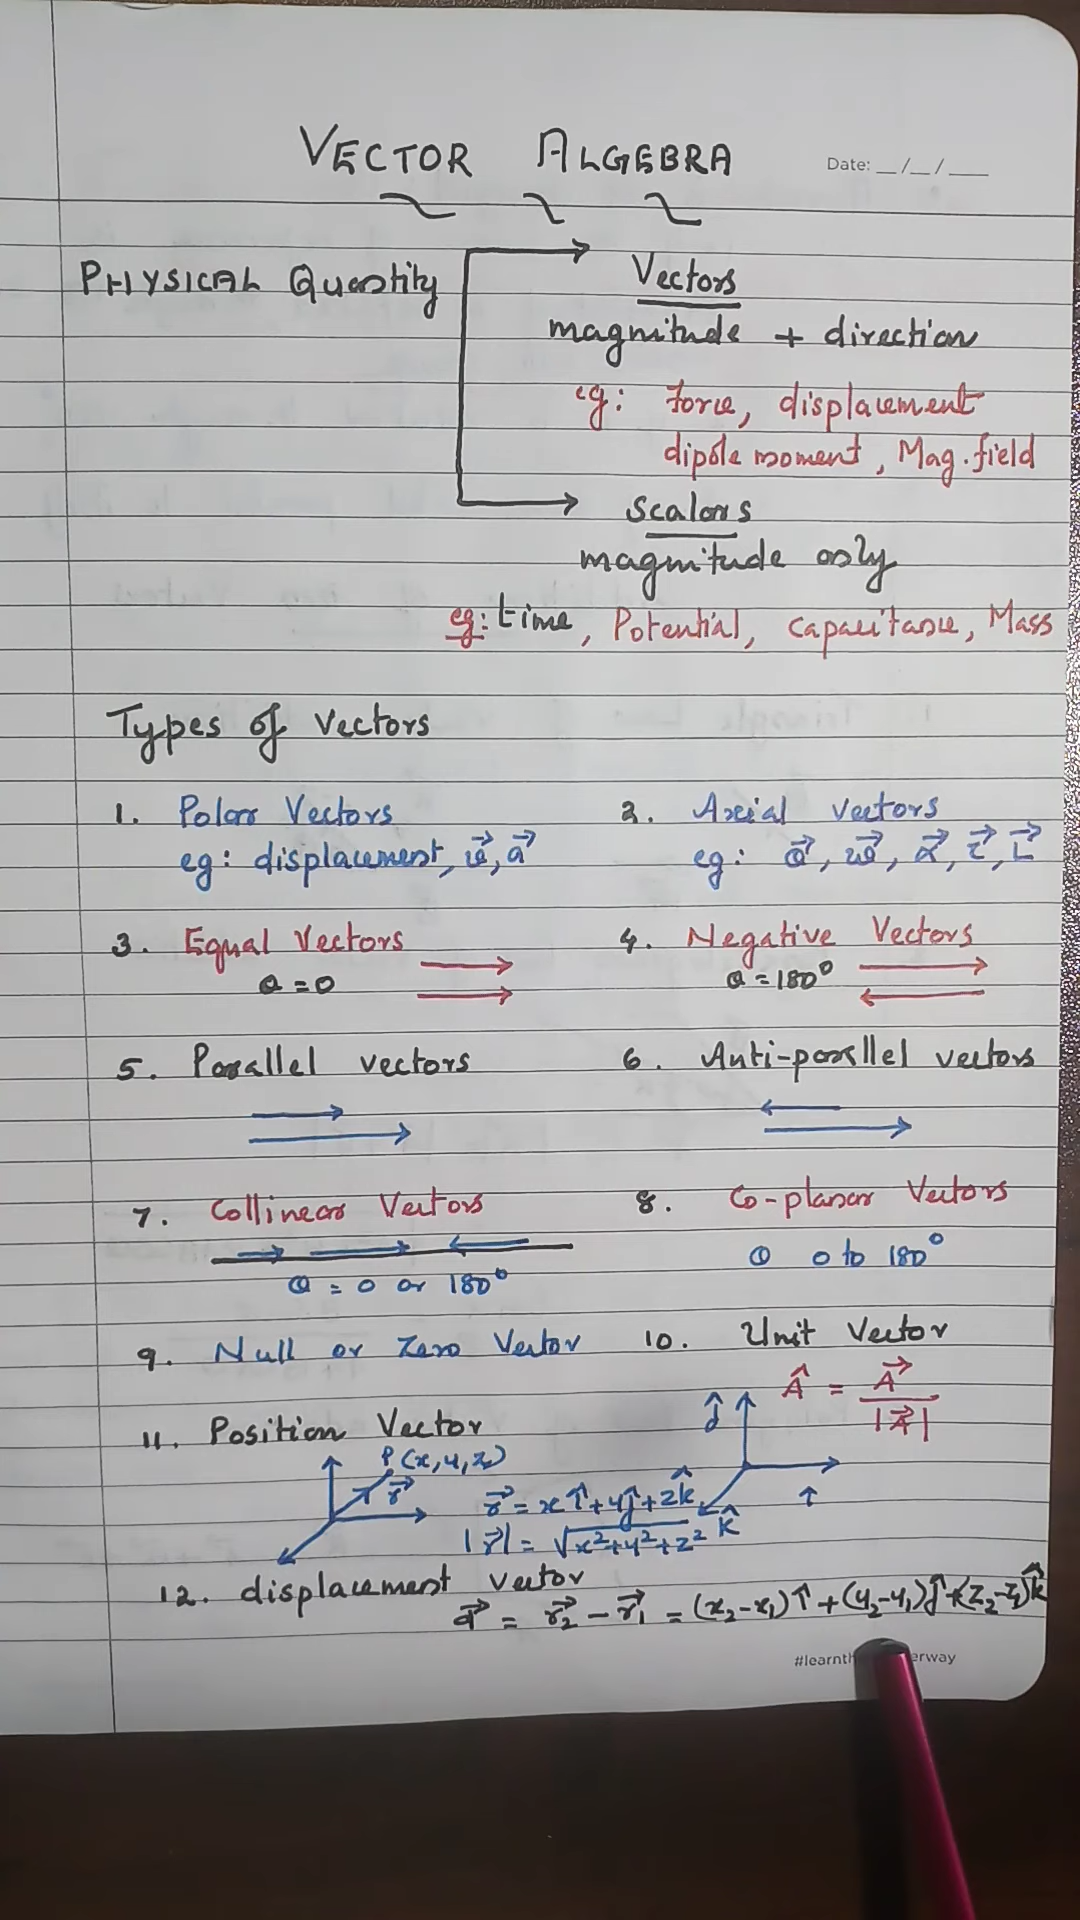 VECTOR ALGEBRA
Date: __/__/____
PHYSICAL Quantity
Vectors
magnitude + direction
eg: force, displacement
dipole moment, Mag. field
Scalars
magnitude only
eg: time, Potential, capacitance, Mass
Types of Vectors
1. Polar Vectors
eg: displacement, v⃗, a⃗
2. Axial vectors
eg: θ⃗, ω⃗, α⃗, τ⃗, L⃗
3. Equal Vectors
θ = 0
4. Negative Vectors
θ = 180°
5. Parallel vectors
6. Anti-parallel vectors
7. Collinear Vectors
θ = 0 or 180°
8. Co-planar Vectors
θ 0 to 180°
9. Null or Zero Vector
10. Unit Vector
Â = A⃗ / |A⃗|
ĵ
î
k̂
11. Position Vector
P(x, y, z)
r⃗
r⃗ = xî + yĵ + zk̂
|r⃗| = √x²+y²+z²
12. displacement vector
d⃗ = r⃗₂ - r⃗₁ = (x₂-x₁)î + (y₂-y₁)ĵ + (z₂-z₁)k̂
#learnth erway